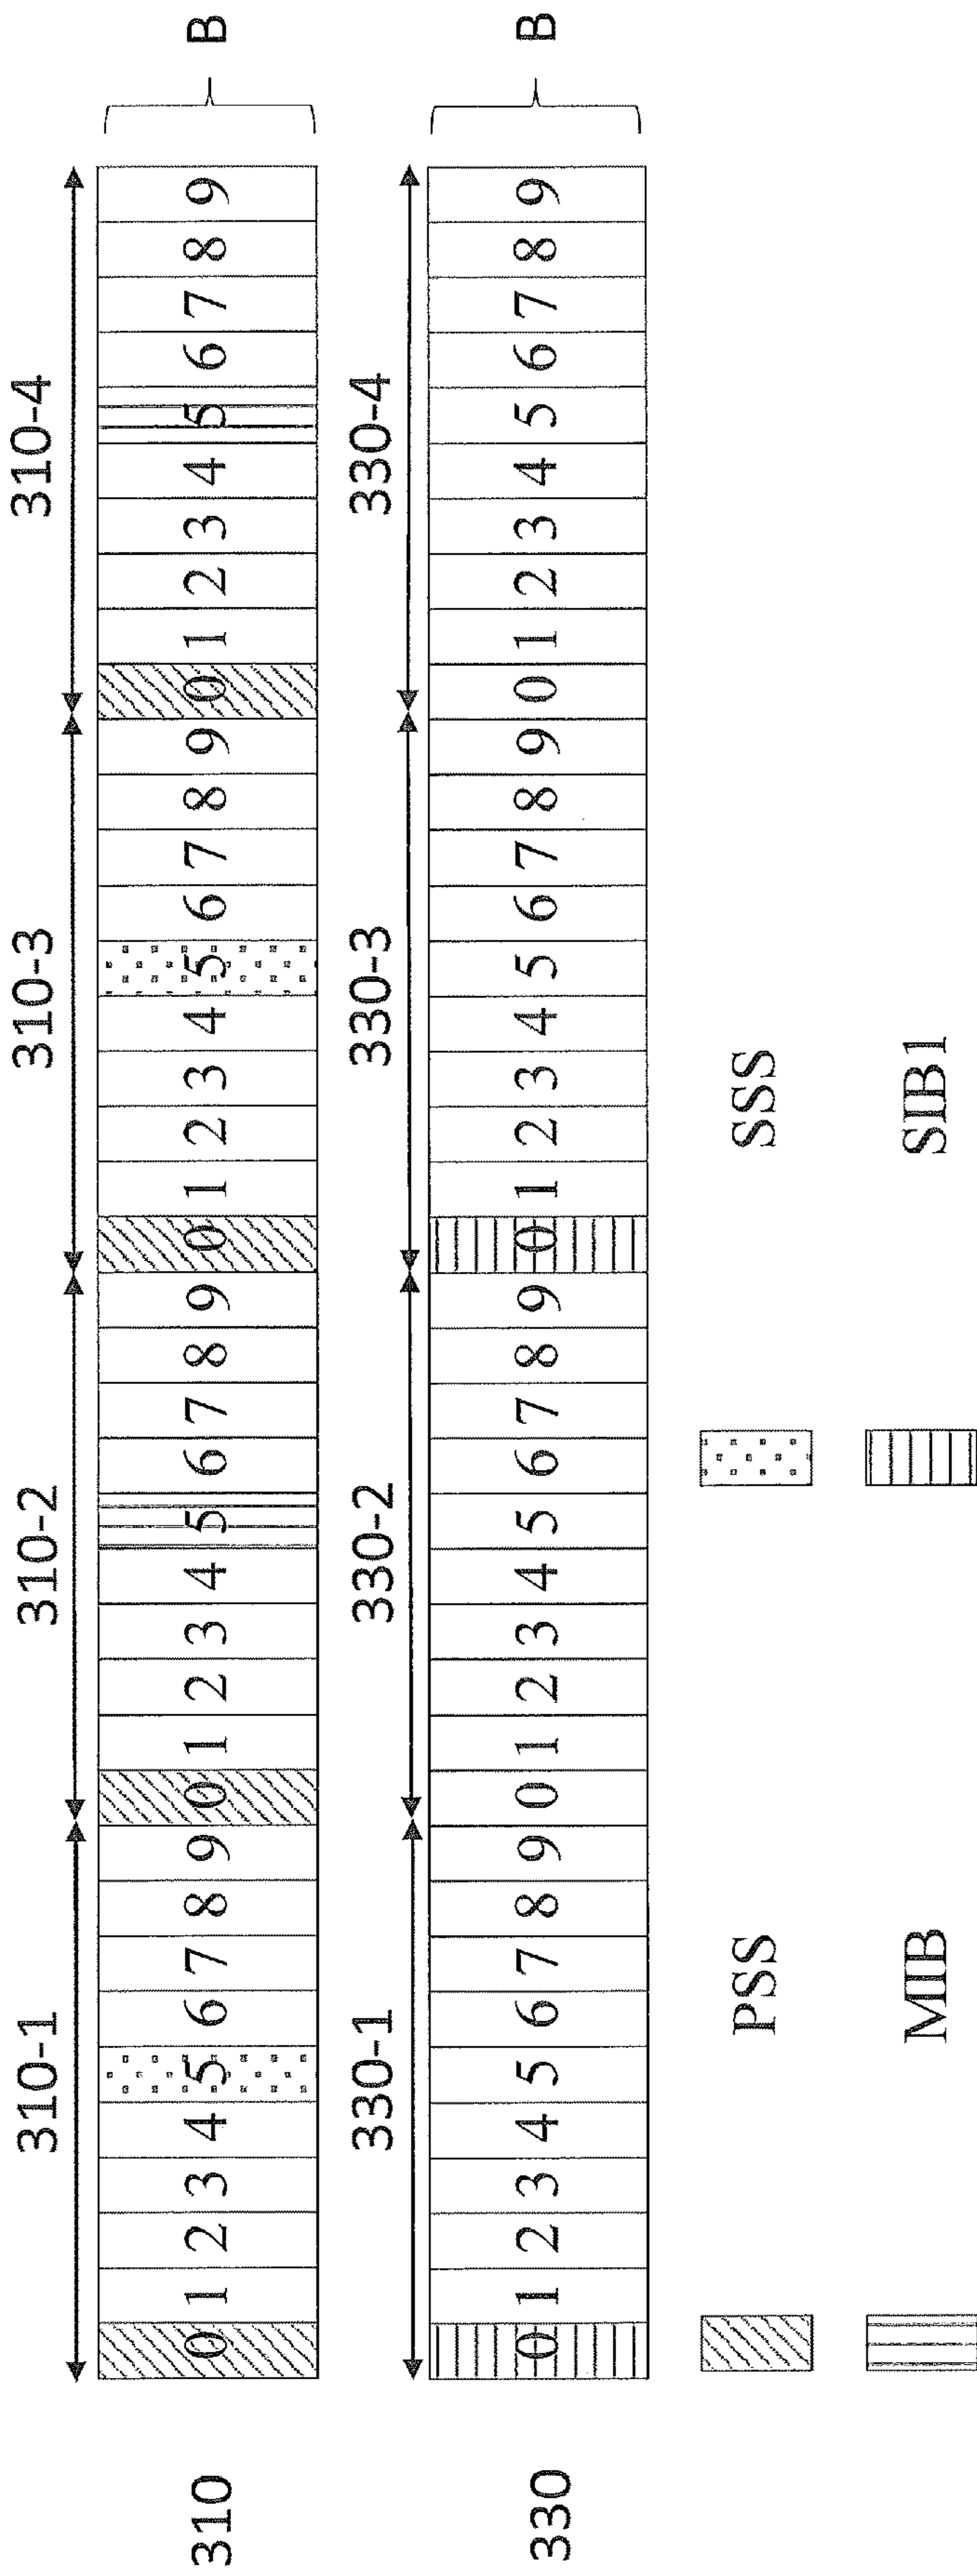 310-1 310-2 310-3 310-4
310 0 1 2 3 4 5 6 7 8 9 0 1 2 3 4 5 6 7 8 9 0 1 2 3 4 5 6 7 8 9 0 1 2 3 4 5 6 7 8 9 B
330-1 330-2 330-3 330-4
330 0 1 2 3 4 5 6 7 8 9 0 1 2 3 4 5 6 7 8 9 0 1 2 3 4 5 6 7 8 9 0 1 2 3 4 5 6 7 8 9 B
PSS SSS
MIB SIB1